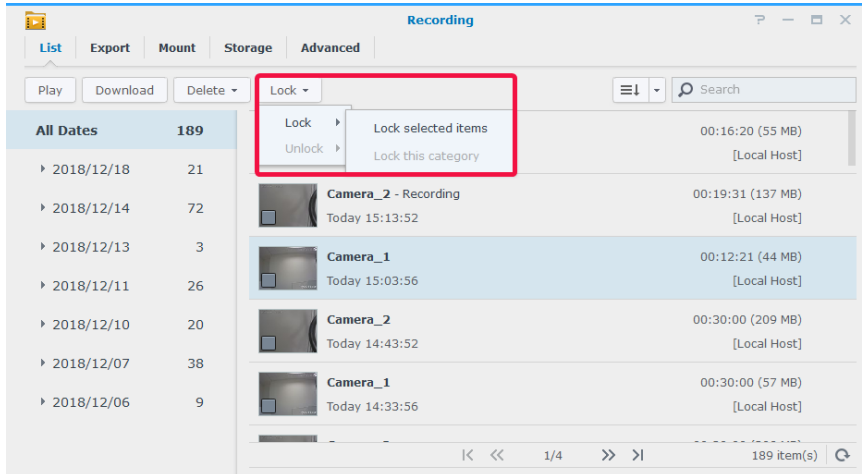 Recording
List Export Mount Storage Advanced
Play Download Delete Lock Search
Lock Lock selected items
Unlock Lock this category
All Dates 189
2018/12/18 21
2018/12/14 72
2018/12/13 3
2018/12/11 26
2018/12/10 20
2018/12/07 38
2018/12/06 9
00:16:20 (55 MB)
[Local Host]
Camera_2 - Recording 00:19:31 (137 MB)
Today 15:13:52 [Local Host]
Camera_1 00:12:21 (44 MB)
Today 15:03:56 [Local Host]
Camera_2 00:30:00 (209 MB)
Today 14:43:52 [Local Host]
Camera_1 00:30:00 (57 MB)
Today 14:33:56 [Local Host]
1/4 189 item(s)